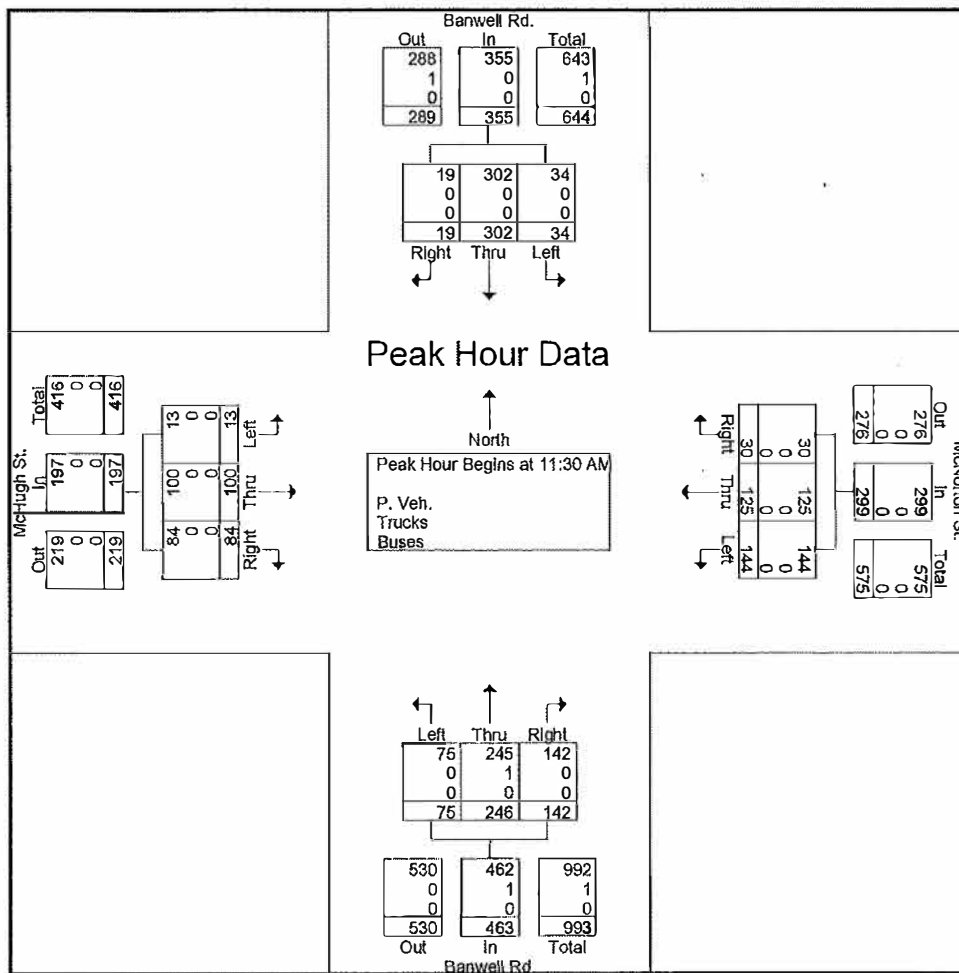 Banwell Rd.
Out In Total
288 355 643
1 0 1
0 0 0
289 355 644
19 302 34
0 0 0
0 0 0
19 302 34
Right Thru Left
Peak Hour Data
North
Peak Hour Begins at 11:30 AM
P. Veh.
Trucks
Buses
McHugh St.
Total In Out
416 197 219
0 0 0
0 0 0
416 197 219
13 100 84
0 0 0
0 0 0
13 100 84
Left Thru Right
Out In Total
276 299 575
0 0 0
0 0 0
276 299 575
30 125 144
0 0 0
0 0 0
30 125 144
Right Thru Left
Left Thru Right
75 245 142
0 1 0
0 0 0
75 246 142
530 462 992
0 1 1
0 0 0
530 463 993
Out In Total
Banwell Rd